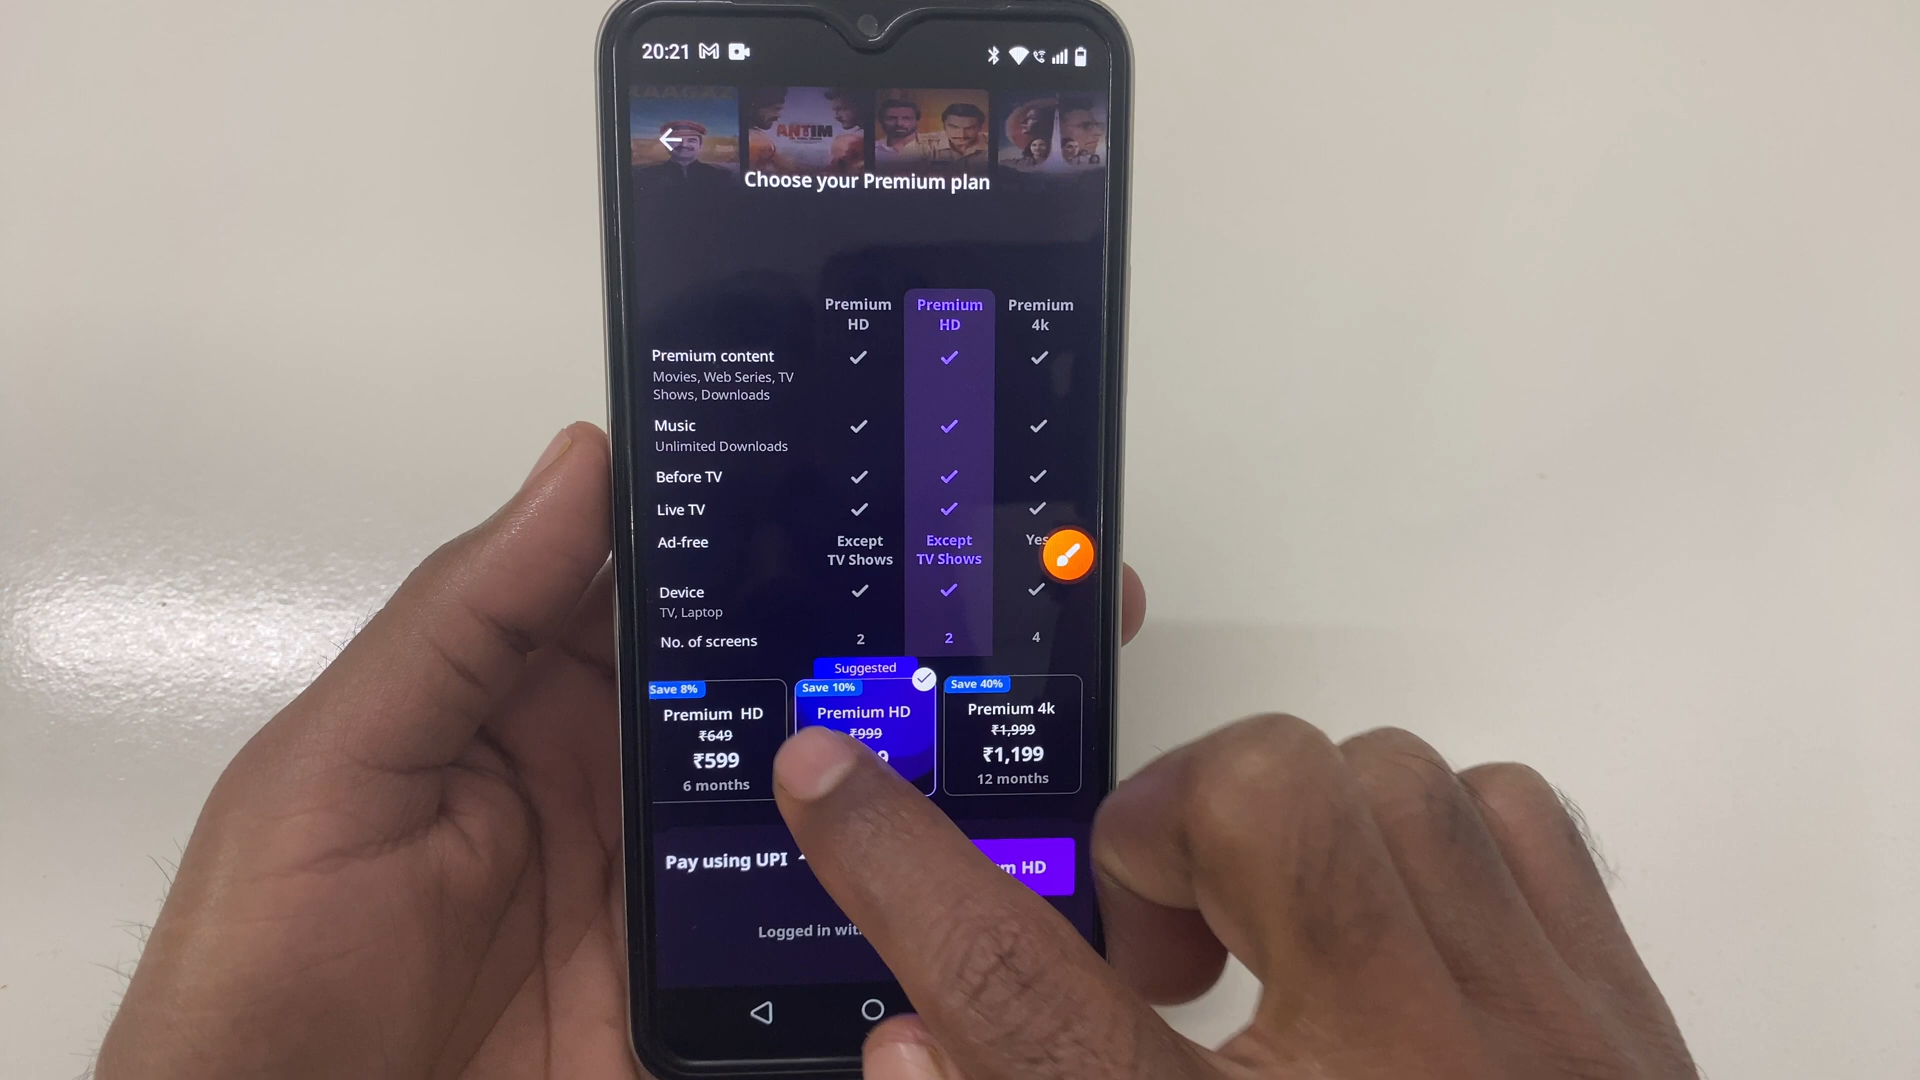 20:21
KAAGAZ
ANTIM
Choose your Premium plan
Premium HD
Premium HD
Premium 4k
Premium content
Movies, Web Series, TV
Shows, Downloads
Music
Unlimited Downloads
Before TV
Live TV
Ad-free
Except TV Shows
Except TV Shows
Yes
Device
TV, Laptop
No. of screens
2
2
4
Suggested
Save 8%
Premium HD
₹649
₹599
6 months
Save 10%
Premium HD
₹999
9
Save 40%
Premium 4k
₹1,999
₹1,199
12 months
Pay using UPI
m HD
Logged in wit